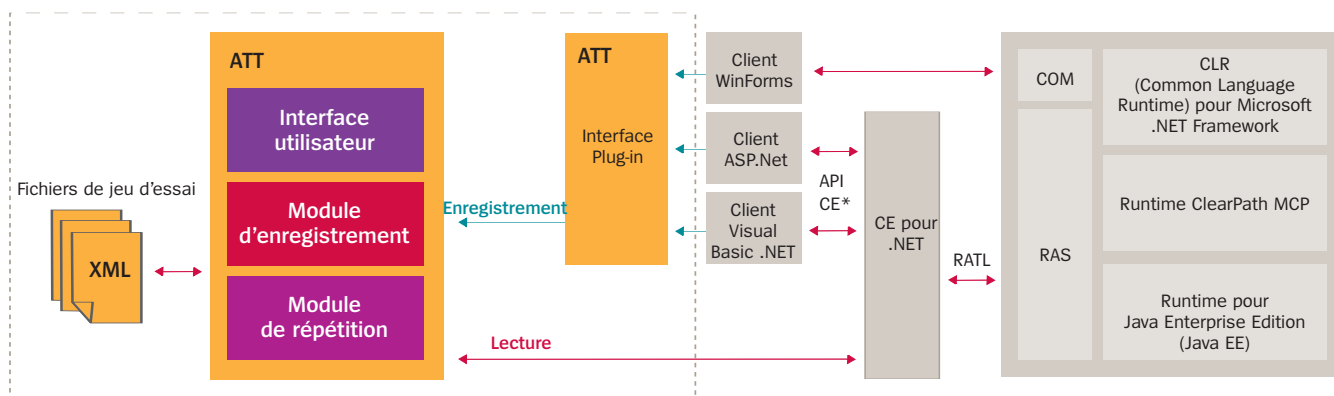 Fichiers de jeu d'essai
XML
ATT
Interface
utilisateur
Module
d'enregistrement
Module
de répétition
Enregistrement
Lecture
ATT
Interface
Plug-in
Client
WinForms
Client
ASP.Net
Client
Visual
Basic .NET
API
CE*
CE pour
.NET
RATL
COM
RAS
CLR
(Common Language
Runtime) pour Microsoft
.NET Framework
Runtime ClearPath MCP
Runtime pour
Java Enterprise Edition
(Java EE)